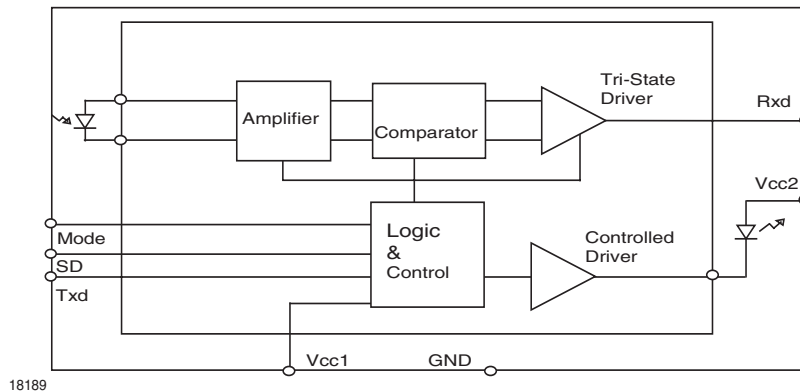 Tri-State
Driver
Rxd
Amplifier
Comparator
Vcc2
Mode
SD
Txd
Logic
&
Control
Controlled
Driver
Vcc1
GND
18189